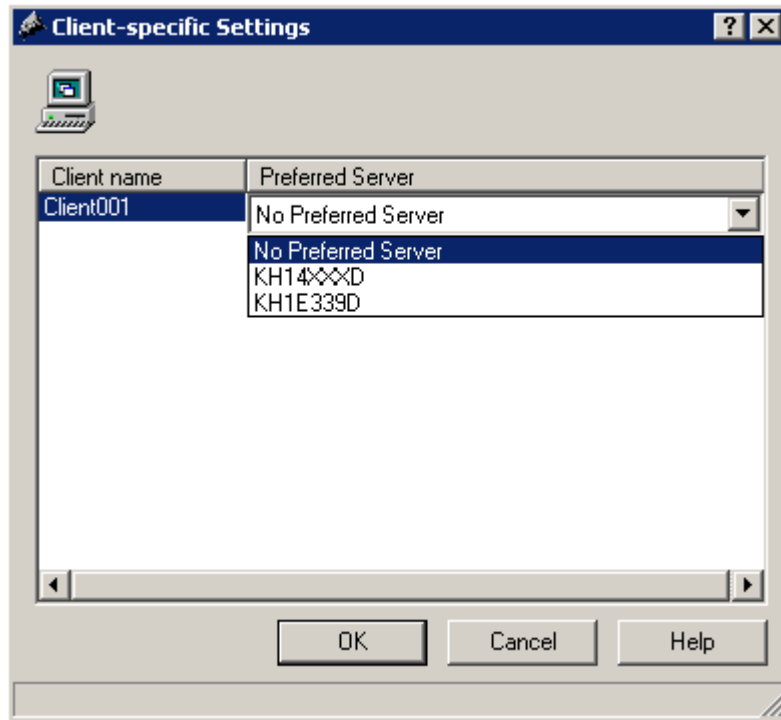 Client-specific Settings
Client name Preferred Server
Client001 No Preferred Server
No Preferred Server
KH14XXXD
KH1E339D
OK Cancel Help